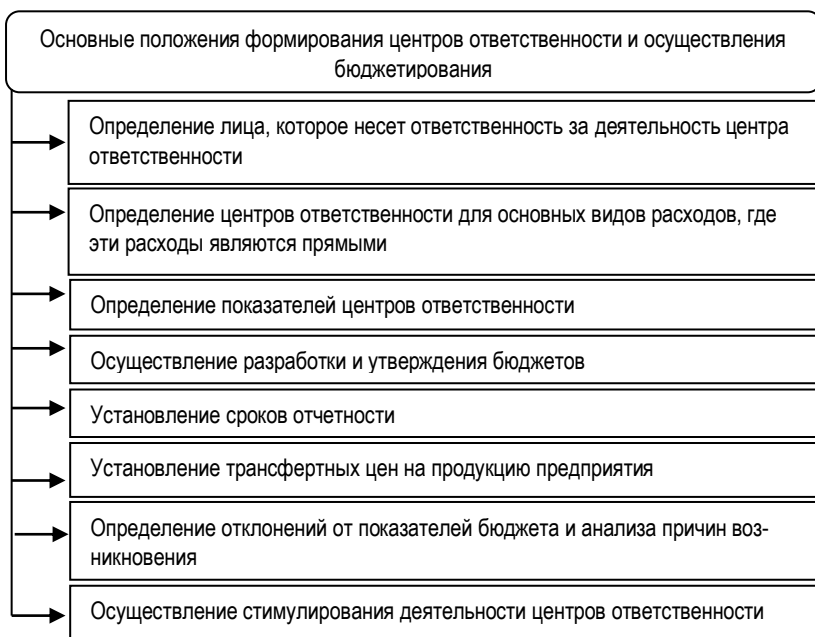 Основные положения формирования центров ответственности и осуществления
бюджетирования
Определение лица, которое несет ответственность за деятельность центра
ответственности
Определение центров ответственности для основных видов расходов, где
эти расходы являются прямыми
Определение показателей центров ответственности
Осуществление разработки и утверждения бюджетов
Установление сроков отчетности
Установление трансфертных цен на продукцию предприятия
Определение отклонений от показателей бюджета и анализа причин воз-
никновения
Осуществление стимулирования деятельности центров ответственности